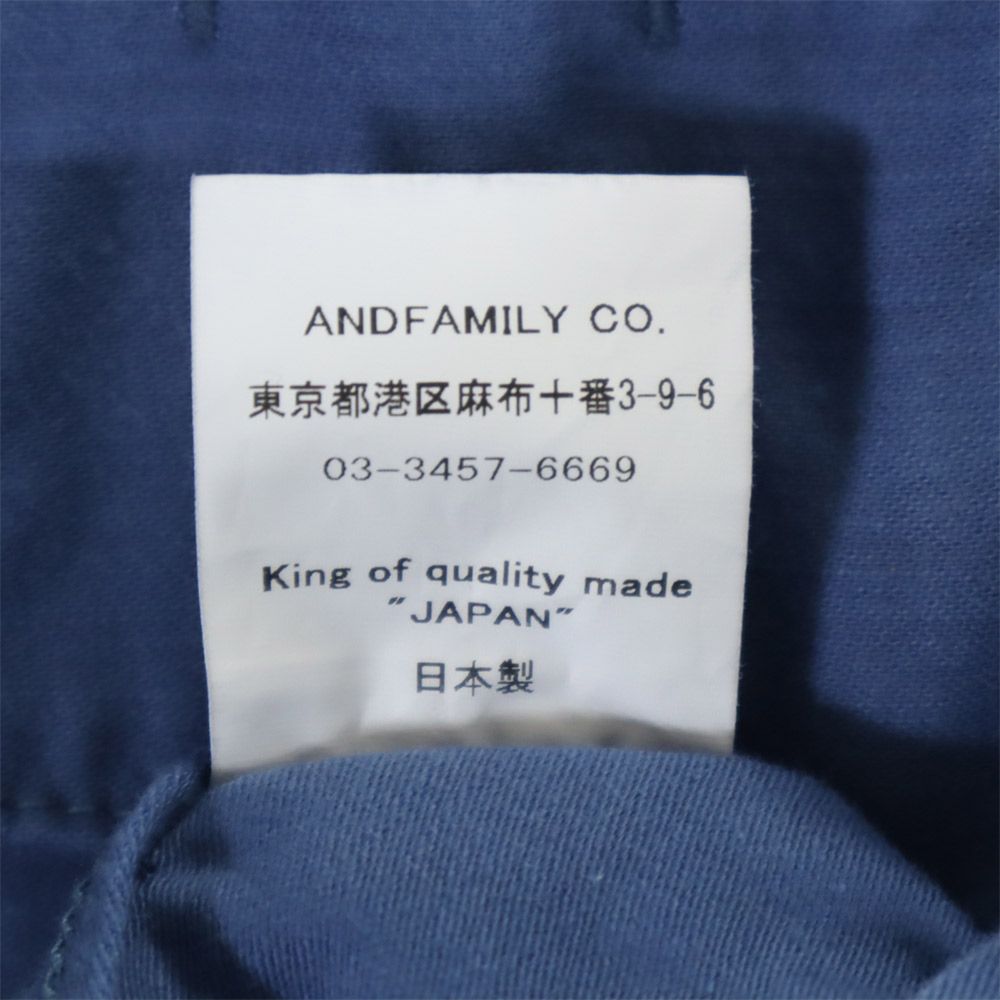 ANDFAMILY CO.
東京都港区麻布十番3-9-6
03-3457-6669
King of quality made
"JAPAN"
日本製